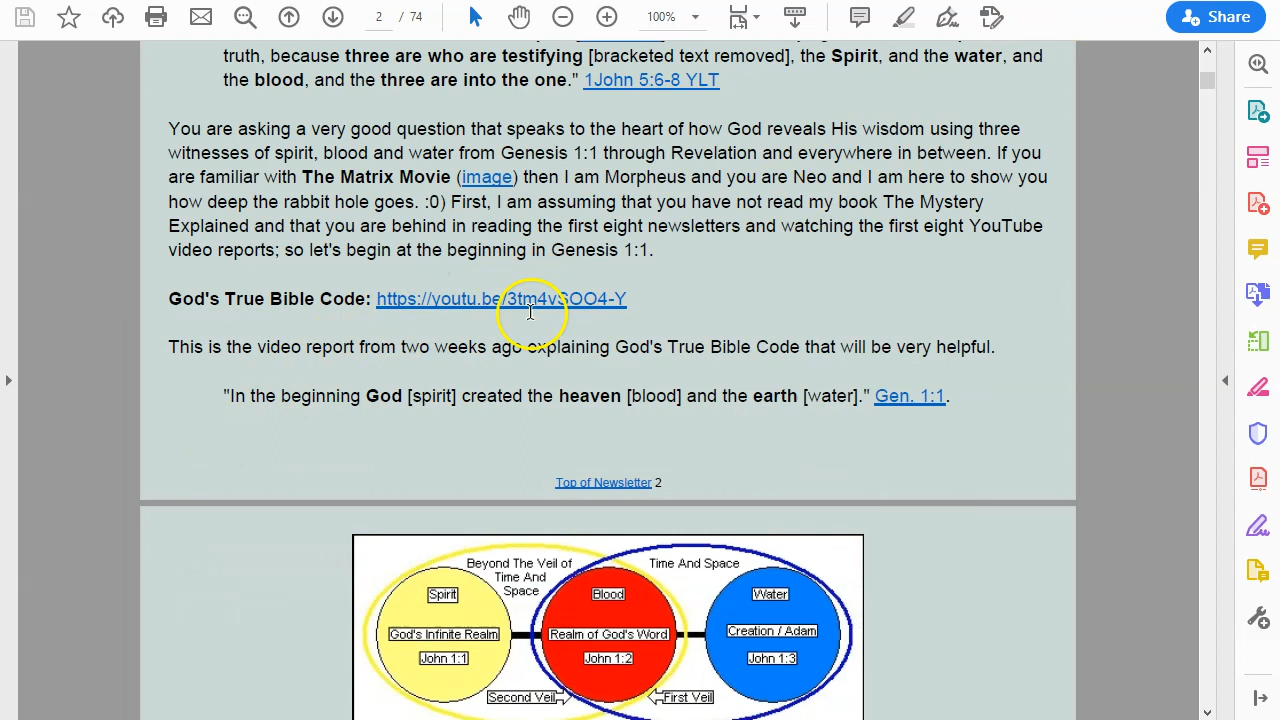 2 / 74
100%
Share
truth, because three are who are testifying [bracketed text removed], the Spirit, and the water, and
the blood, and the three are into the one." 1John 5:6-8 YLT
You are asking a very good question that speaks to the heart of how God reveals His wisdom using three
witnesses of spirit, blood and water from Genesis 1:1 through Revelation and everywhere in between. If you
are familiar with The Matrix Movie (image) then I am Morpheus and you are Neo and I am here to show you
how deep the rabbit hole goes. :0) First, I am assuming that you have not read my book The Mystery
Explained and that you are behind in reading the first eight newsletters and watching the first eight YouTube
video reports; so let's begin at the beginning in Genesis 1:1.
God's True Bible Code: https://youtu.be/3tm4vSOO4-Y
This is the video report from two weeks ago explaining God's True Bible Code that will be very helpful.
"In the beginning God [spirit] created the heaven [blood] and the earth [water]." Gen. 1:1.
Top of Newsletter 2
Beyond The Veil of
Time And
Space
Time And Space
Spirit
Blood
Water
God's Infinite Realm
Realm of God's Word
Creation / Adam
John 1:1
John 1:2
John 1:3
Second Veil
First Veil